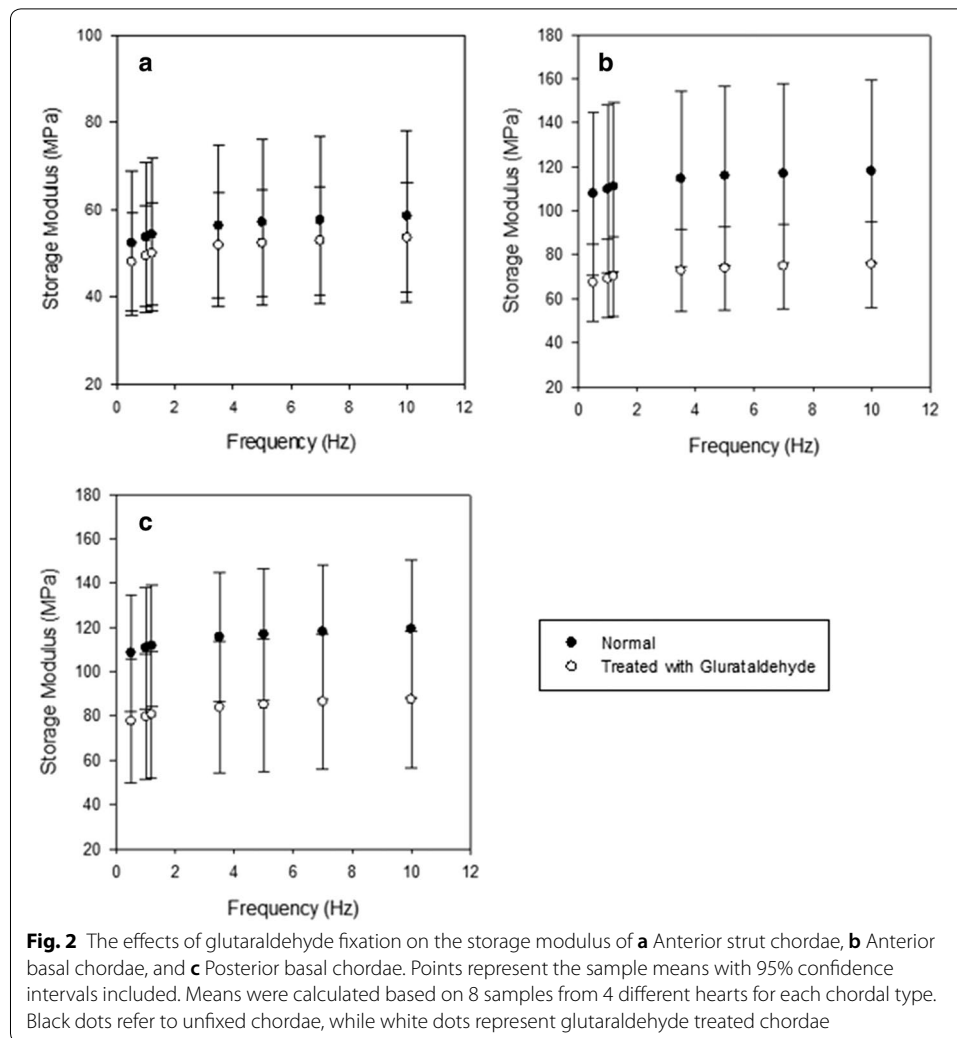 100
80
60
40
20
0 2 4 6 8 10 12
a
Storage Modulus (MPa)
Frequency (Hz)
180
160
140
120
100
80
60
40
20
0 2 4 6 8 10 12
b
Storage Modulus (MPa)
Frequency (Hz)
180
160
140
120
100
80
60
40
20
0 2 4 6 8 10 12
c
Storage Modulus (MPa)
Frequency (Hz)
Normal
Treated with Glurataldehyde
Fig. 2 The effects of glutaraldehyde fixation on the storage modulus of a Anterior strut chordae, b Anterior
basal chordae, and c Posterior basal chordae. Points represent the sample means with 95% confidence
intervals included. Means were calculated based on 8 samples from 4 different hearts for each chordal type.
Black dots refer to unfixed chordae, while white dots represent glutaraldehyde treated chordae